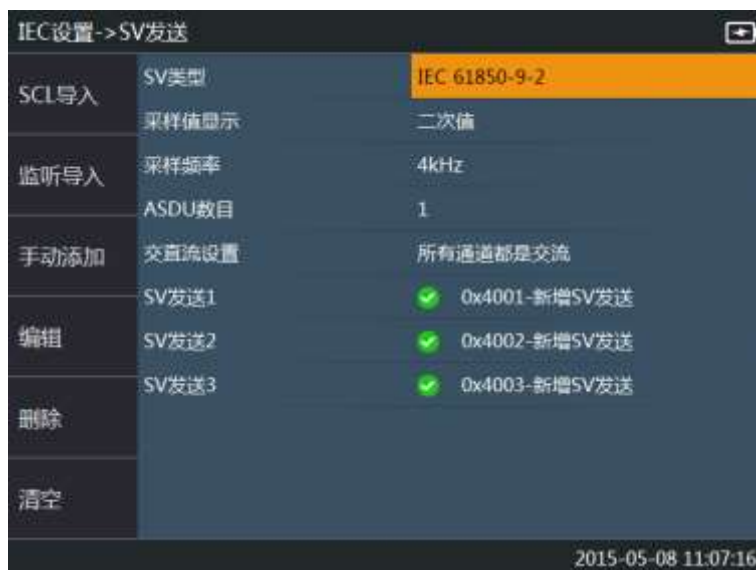 IEC设置->SV发送
SCL导入
监听导入
手动添加
编辑
删除
清空
SV类型 IEC 61850-9-2
采样值显示 二次值
采样频率 4kHz
ASDU数目 1
交直流设置 所有通道都是交流
SV发送1 0x4001-新增SV发送
SV发送2 0x4002-新增SV发送
SV发送3 0x4003-新增SV发送
2015-05-08 11:07:16